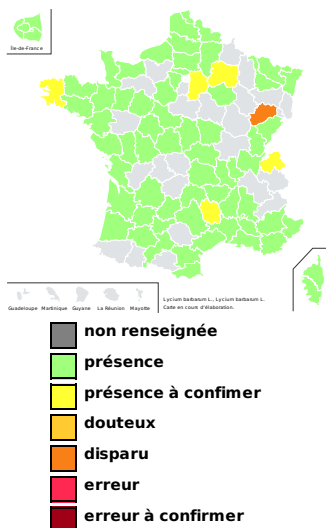 Île-de-France
Guadeloupe Martinique Guyane La Réunion Mayotte
Lycium barbarum L., Lycium barbarum L.
Carte en cours d'élaboration.
non renseignée
présence
présence à confimer
douteux
disparu
erreur
erreur à confirmer